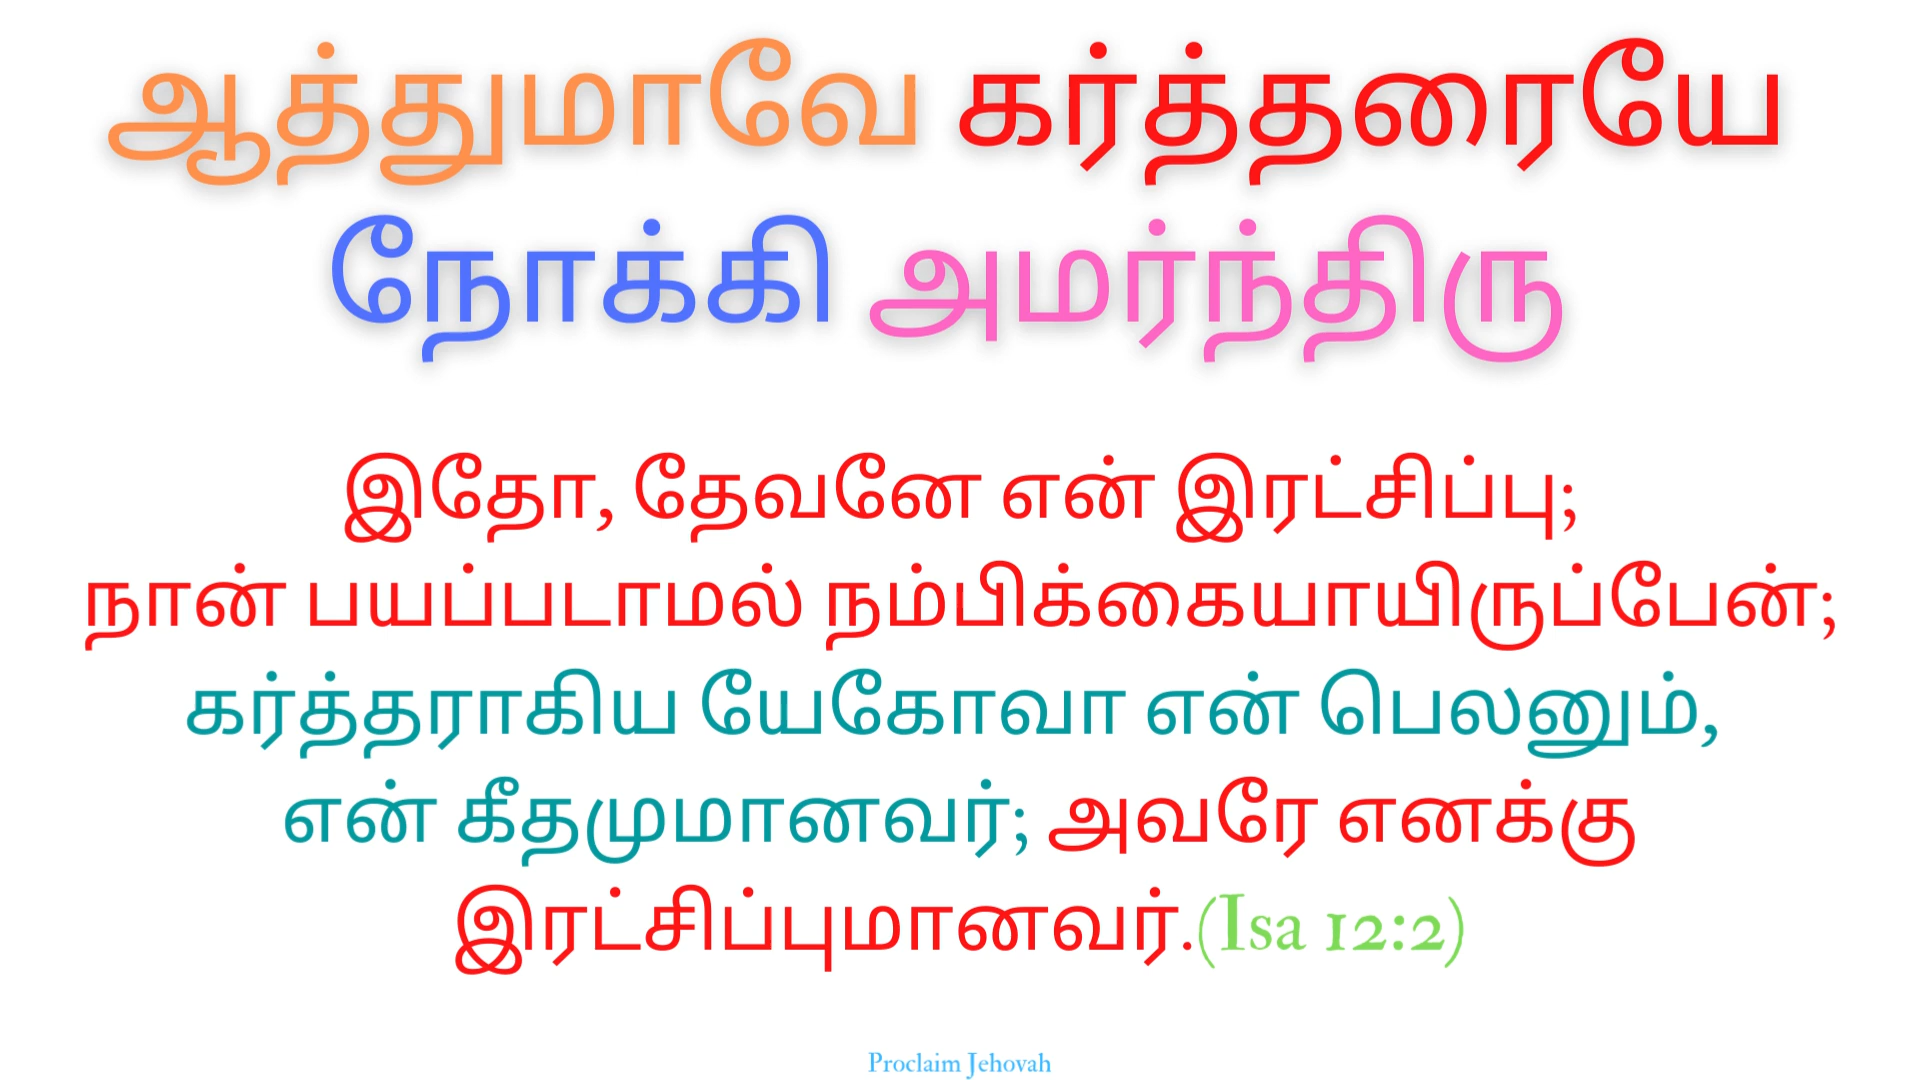 ஆத்துமாவே கர்த்தரையே
நோக்கி அமர்ந்திரு
இதோ, தேவனே என் இரட்சிப்பு;
நான் பயப்படாமல் நம்பிக்கையாயிருப்பேன்;
கர்த்தராகிய யேகோவா என் பெலனும்,
என் கீதமுமானவர்; அவரே எனக்கு
இரட்சிப்புமானவர்.(Isa 12:2)
Proclaim Jehovah